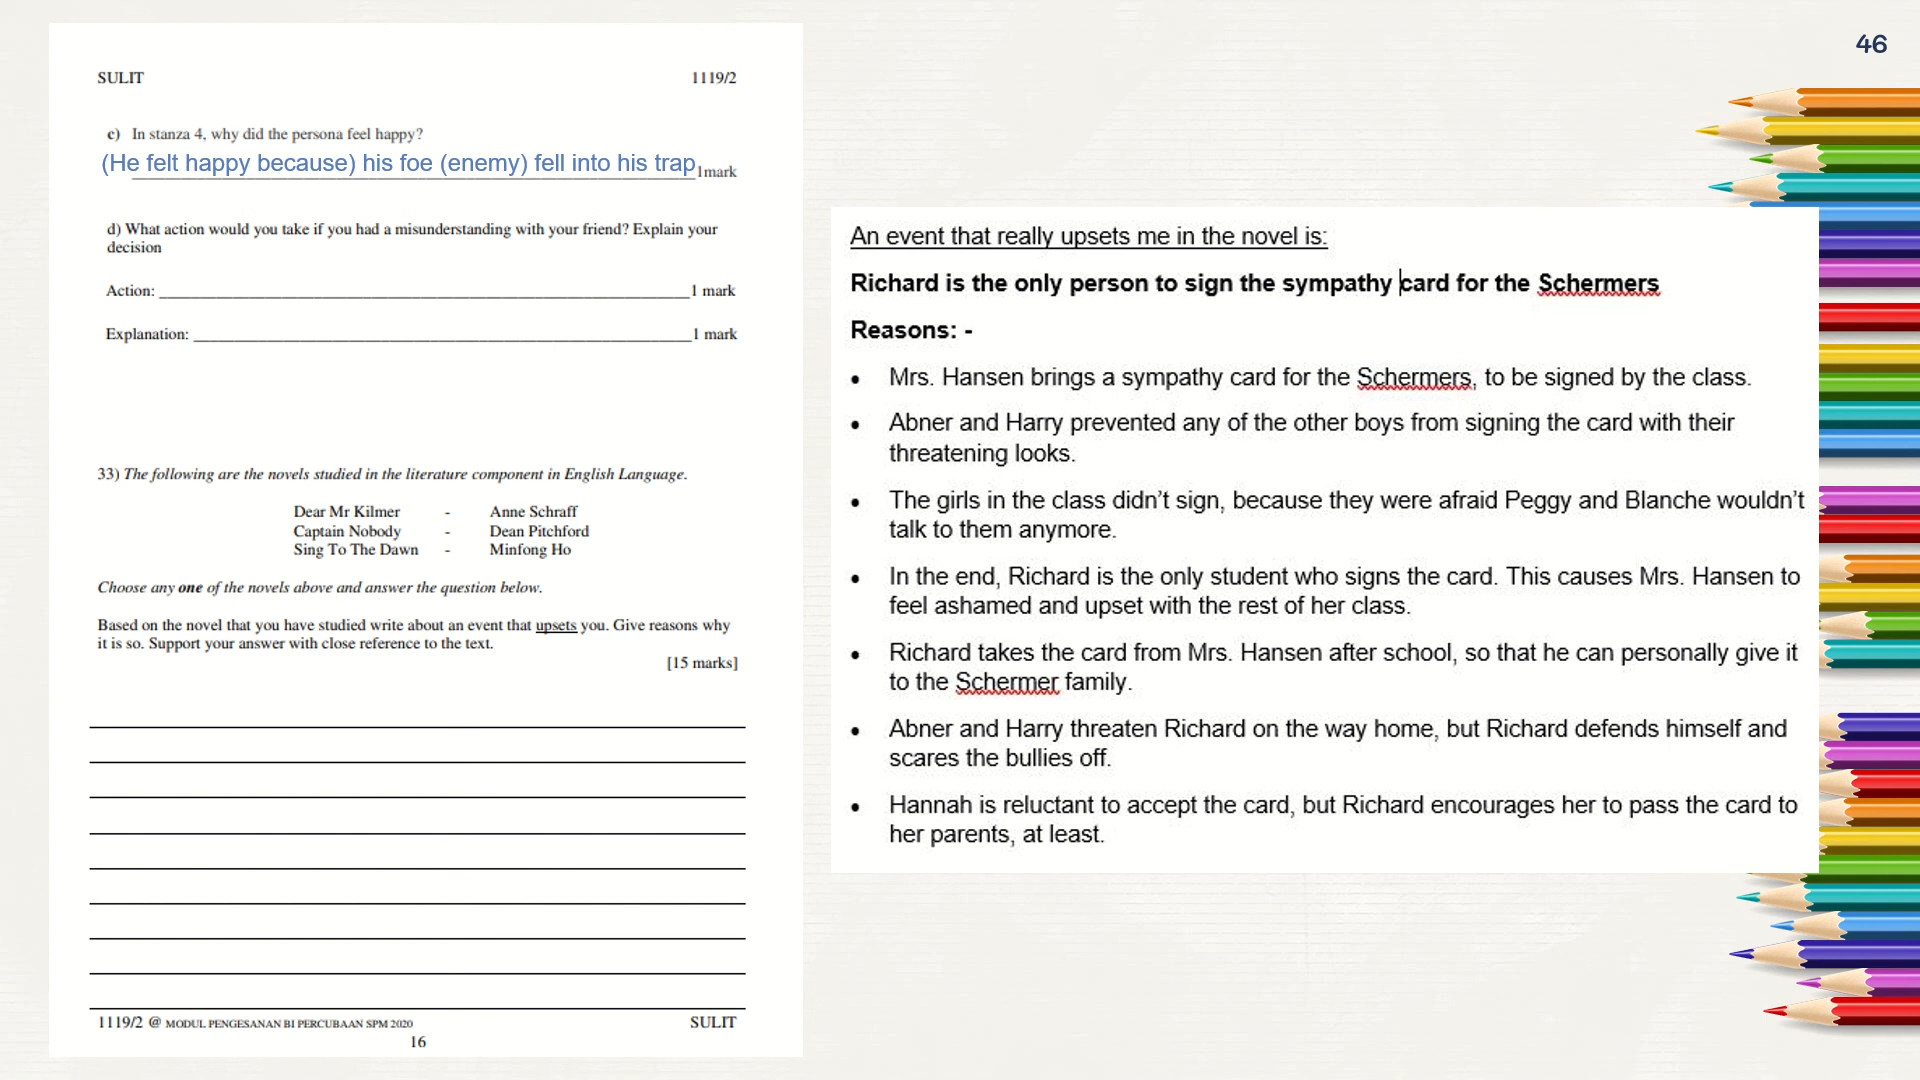 46
SULIT 1119/2
c) In stanza 4, why did the persona feel happy?
(He felt happy because) his foe (enemy) fell into his trap
1mark
d) What action would you take if you had a misunderstanding with your friend? Explain your
decision
Action: 1 mark
Explanation: 1 mark
33) The following are the novels studied in the literature component in English Language.
Dear Mr Kilmer - Anne Schraff
Captain Nobody - Dean Pitchford
Sing To The Dawn - Minfong Ho
Choose any one of the novels above and answer the question below.
Based on the novel that you have studied write about an event that upsets you. Give reasons why
it is so. Support your answer with close reference to the text.
[15 marks]
1119/2 @ MODUL PENGESANAN BI PERCUBAAN SPM 2020 SULIT
16
An event that really upsets me in the novel is:
Richard is the only person to sign the sympathy card for the Schermers
Reasons: -
• Mrs. Hansen brings a sympathy card for the Schermers, to be signed by the class.
• Abner and Harry prevented any of the other boys from signing the card with their
threatening looks.
• The girls in the class didn’t sign, because they were afraid Peggy and Blanche wouldn’t
talk to them anymore.
• In the end, Richard is the only student who signs the card. This causes Mrs. Hansen to
feel ashamed and upset with the rest of her class.
• Richard takes the card from Mrs. Hansen after school, so that he can personally give it
to the Schermer family.
• Abner and Harry threaten Richard on the way home, but Richard defends himself and
scares the bullies off.
• Hannah is reluctant to accept the card, but Richard encourages her to pass the card to
her parents, at least.